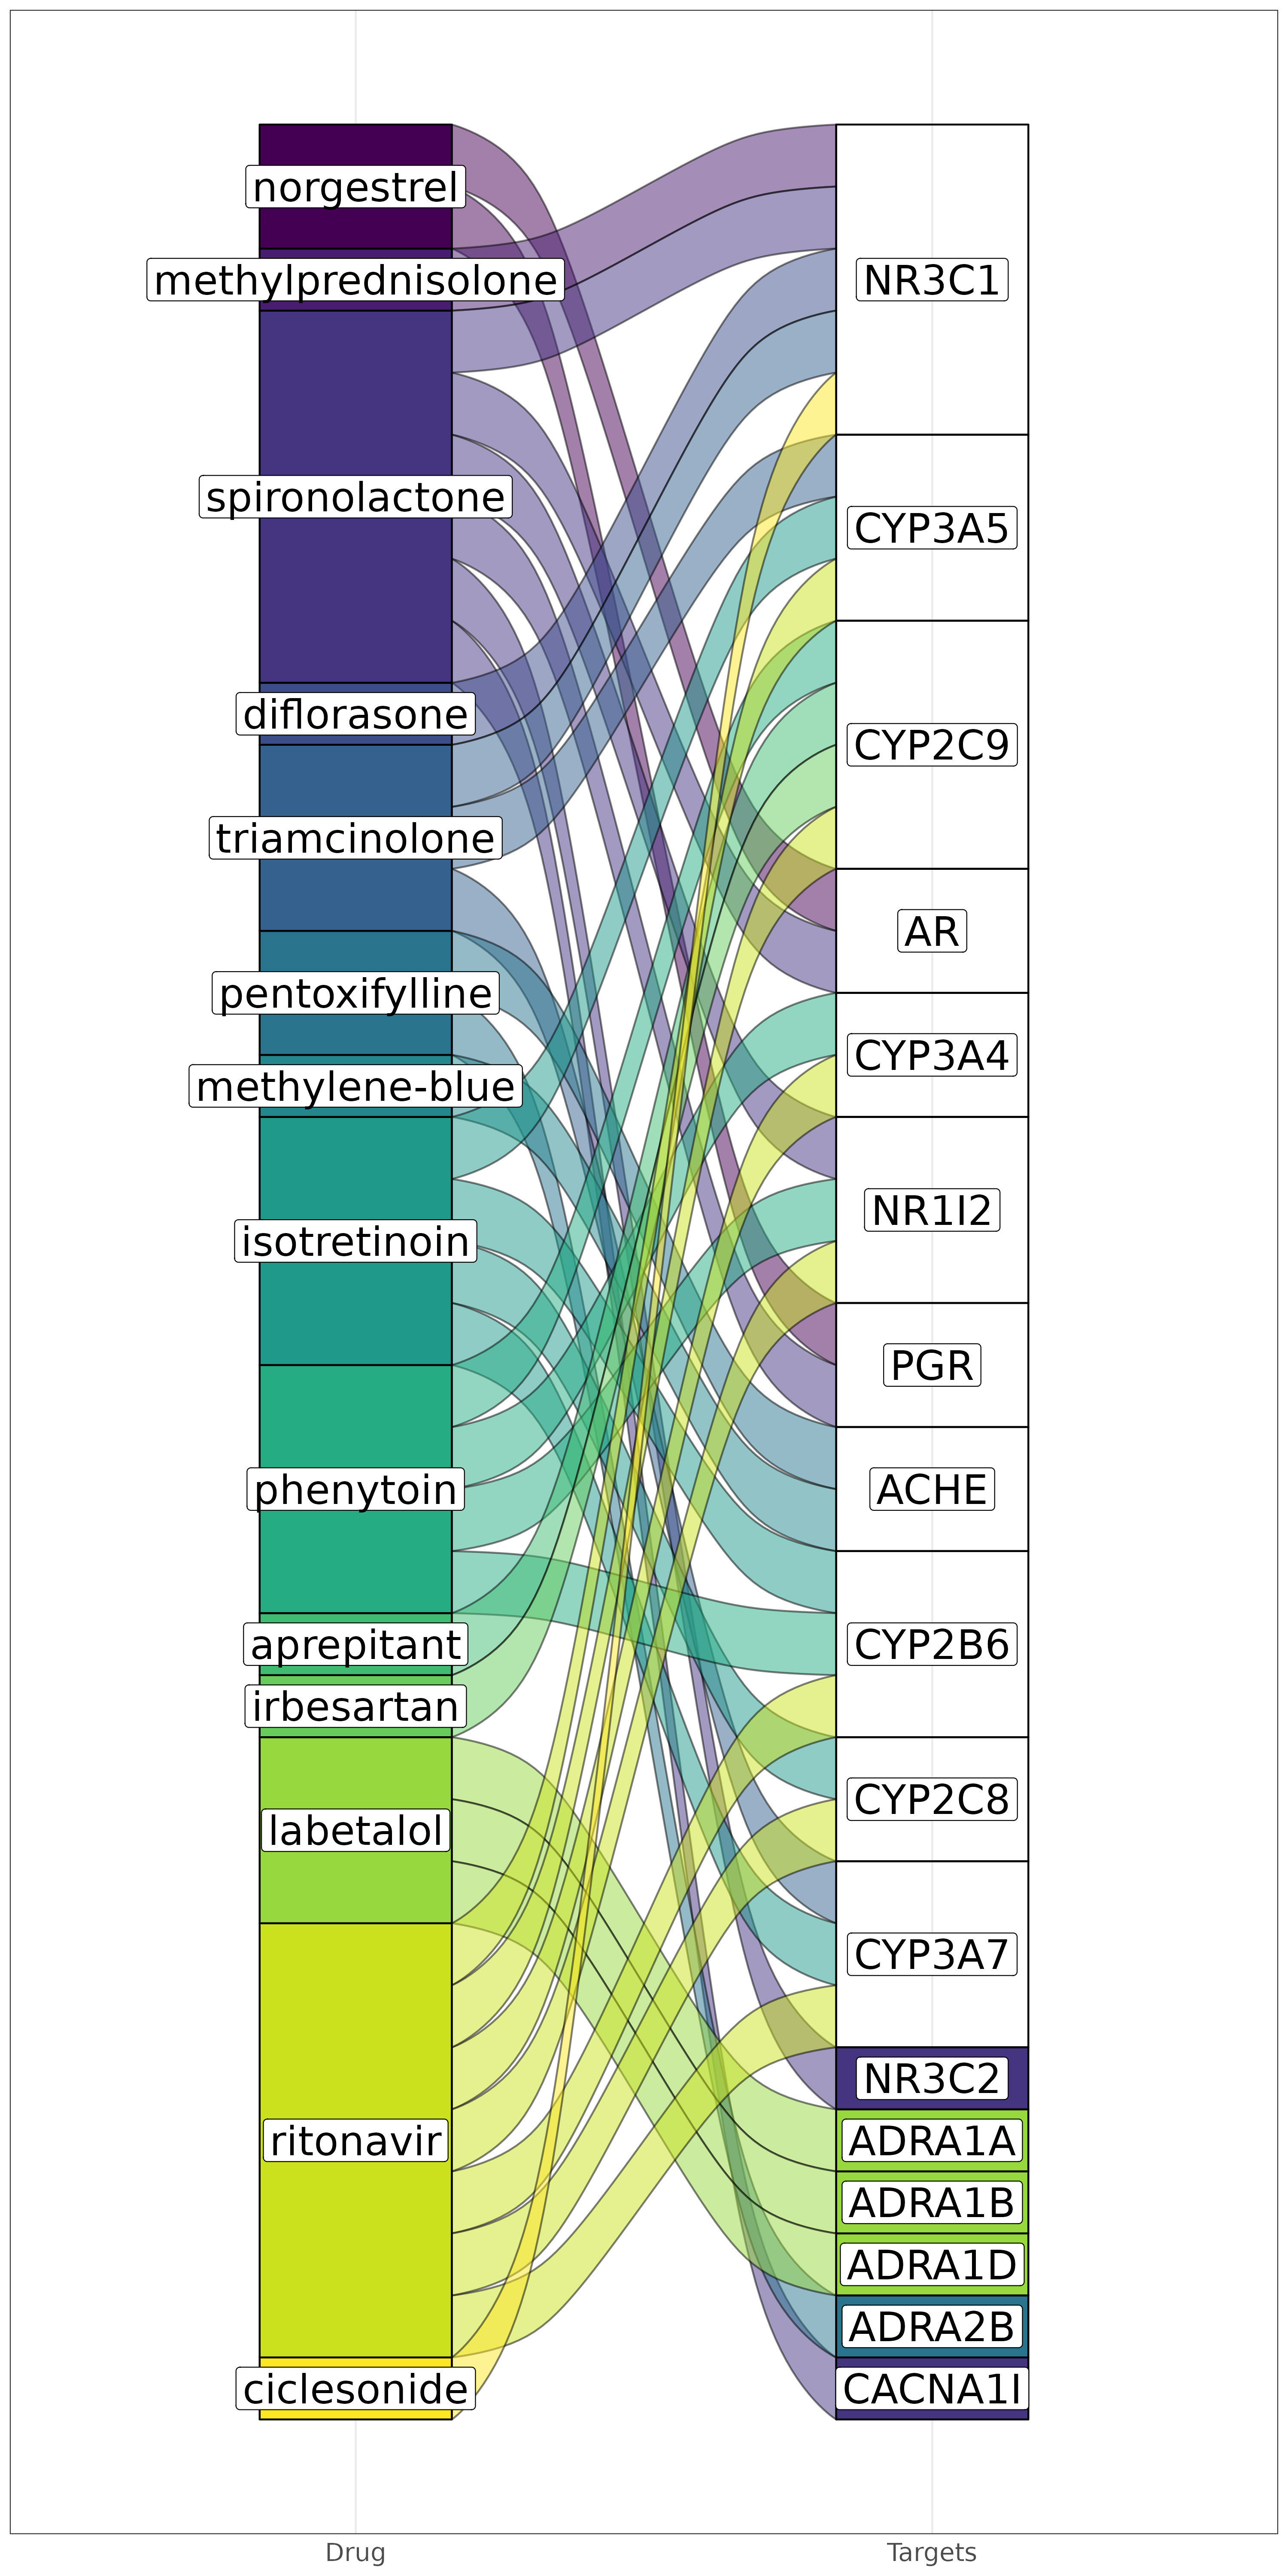 norgestrel
methylprednisolone
spironolactone
diflorasone
triamcinolone
pentoxifylline
methylene-blue
isotretinoin
phenytoin
aprepitant
irbesartan
labetalol
ritonavir
ciclesonide
NR3C1
CYP3A5
CYP2C9
AR
CYP3A4
NR1I2
PGR
ACHE
CYP2B6
CYP2C8
CYP3A7
NR3C2
ADRA1A
ADRA1B
ADRA1D
ADRA2B
CACNA1I
Drug
Targets